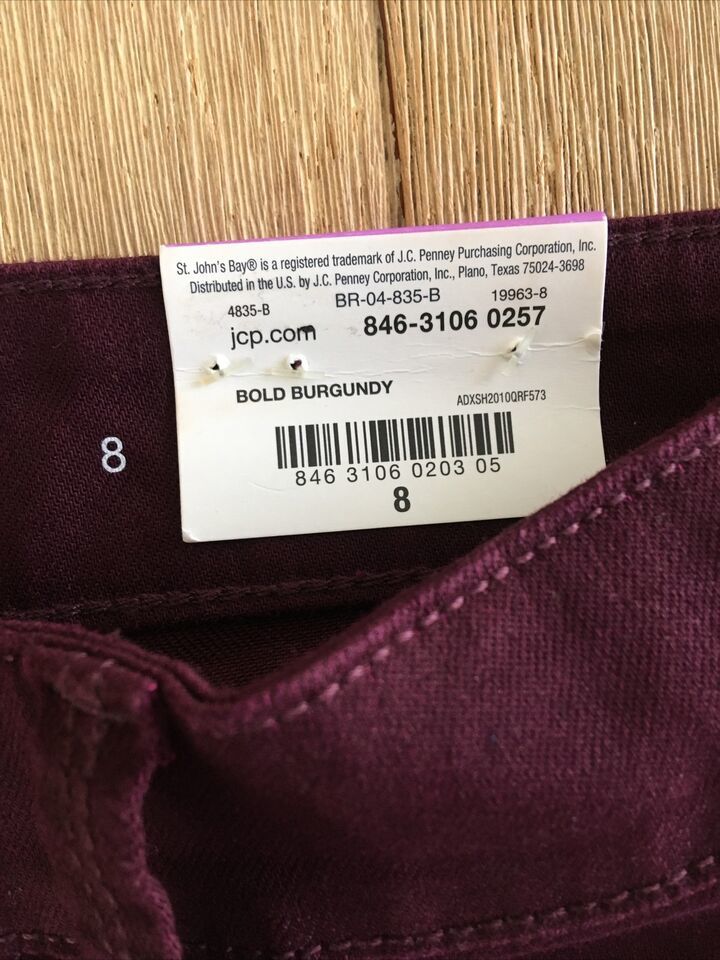 St. John's Bay® is a registered trademark of J.C. Penney Purchasing Corporation, Inc.
Distributed in the U.S. by J.C. Penney Corporation, Inc., Plano, Texas 75024-3698
4835-B BR-04-835-B 19963-8
jcp.com 846-3106 0257
BOLD BURGUNDY ADXSH2010QRF573
846 3106 0203 05
8
8